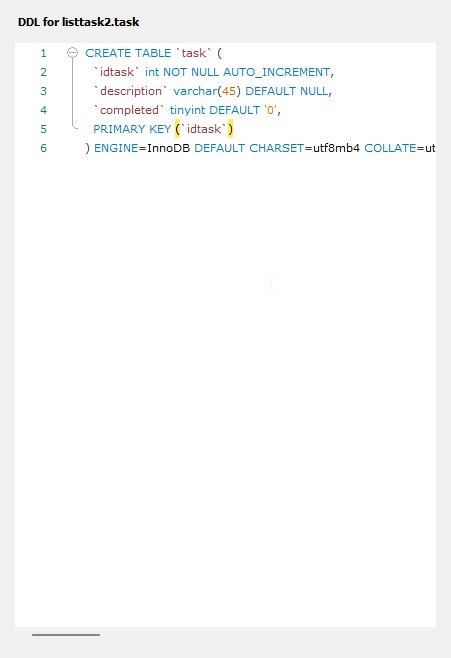 DDL for listtask2.task
1 CREATE TABLE `task` (
2 `idtask` int NOT NULL AUTO_INCREMENT,
3 `description` varchar(45) DEFAULT NULL,
4 `completed` tinyint DEFAULT '0',
5 PRIMARY KEY (`idtask`)
6 ) ENGINE=InnoDB DEFAULT CHARSET=utf8mb4 COLLATE=ut